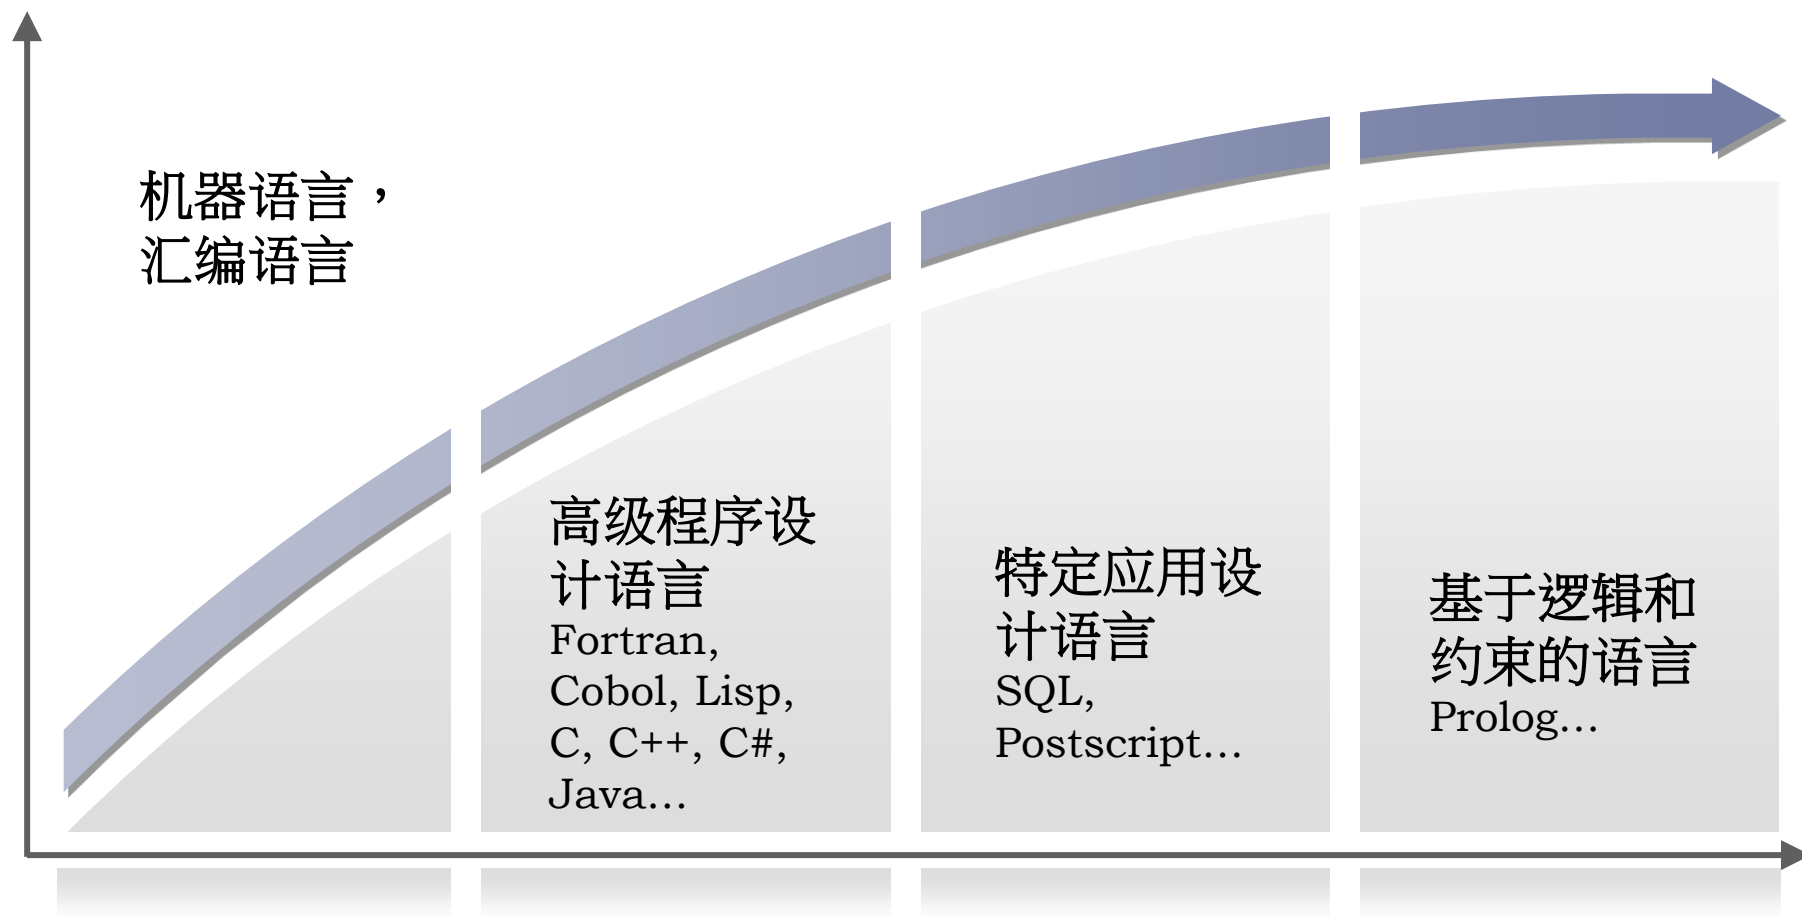 机器语言，
汇编语言
高级程序设
计语言
Fortran,
Cobol, Lisp,
C, C++, C#,
Java…
特定应用设
计语言
SQL,
Postscript…
基于逻辑和
约束的语言
Prolog…